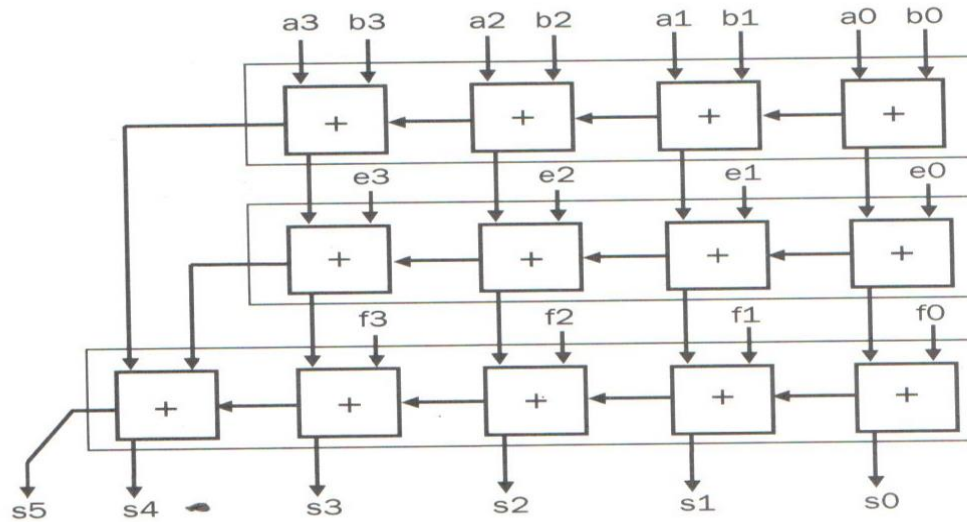 a3 b3 a2 b2 a1 b1 a0 b0
+ + + +
e3 e2 e1 e0
+ + + +
f3 f2 f1 f0
+ + + + +
s5 s4 s3 s2 s1 s0